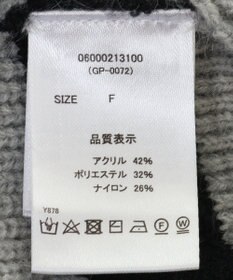 06000213100
(GP-0072)
SIZE F
品質表示
アクリル 42%
ポリエステル 32%
ナイロン 26%
Y878